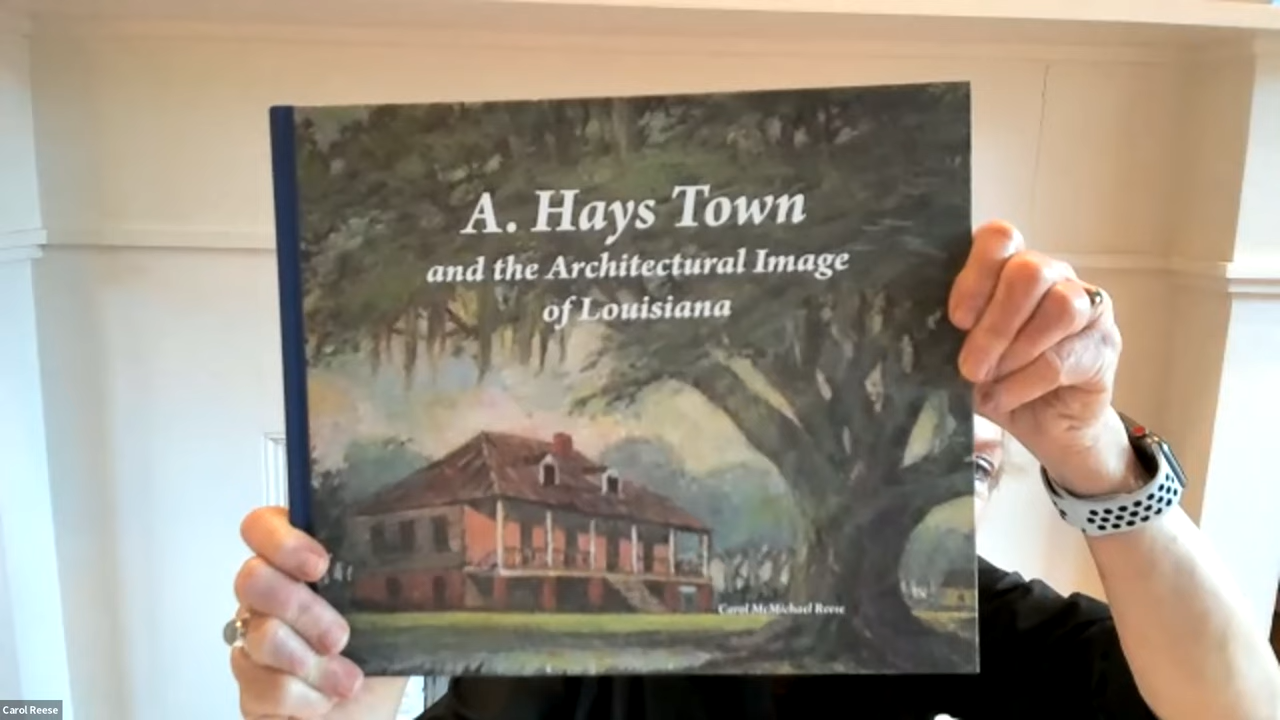 A. Hays Town
and the Architectural Image
of Louisiana
Carol McMichael Reese
Carol Reese